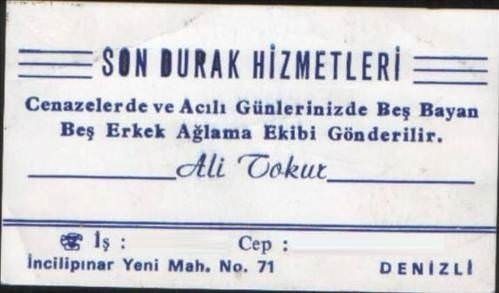 SON DURAK HİZMETLERİ
Cenazelerde ve Acılı Günlerinizde Beş Bayan
Beş Erkek Ağlama Ekibi Gönderilir.
Ali Tokur
☎ İş : Cep :
İncilipınar Yeni Mah. No. 71 DENİZLİ